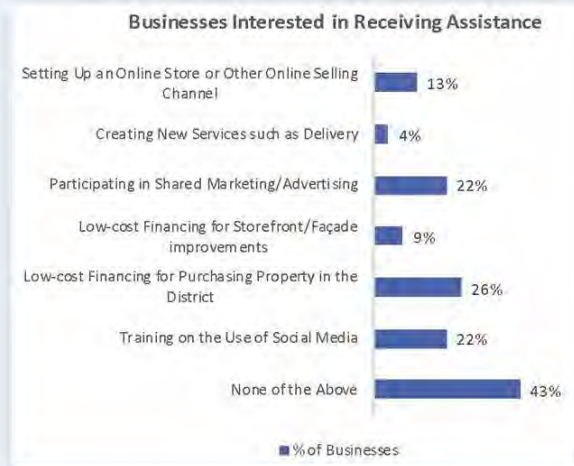 Businesses Interested in Receiving Assistance
Setting Up an Online Store or Other Online Selling
Channel
13%
Creating New Services such as Delivery
4%
Participating in Shared Marketing/Advertising
22%
Low-cost Financing for Storefront/Façade
improvements
9%
Low-cost Financing for Purchasing Property in the
District
26%
Training on the Use of Social Media
22%
None of the Above
43%
% of Businesses